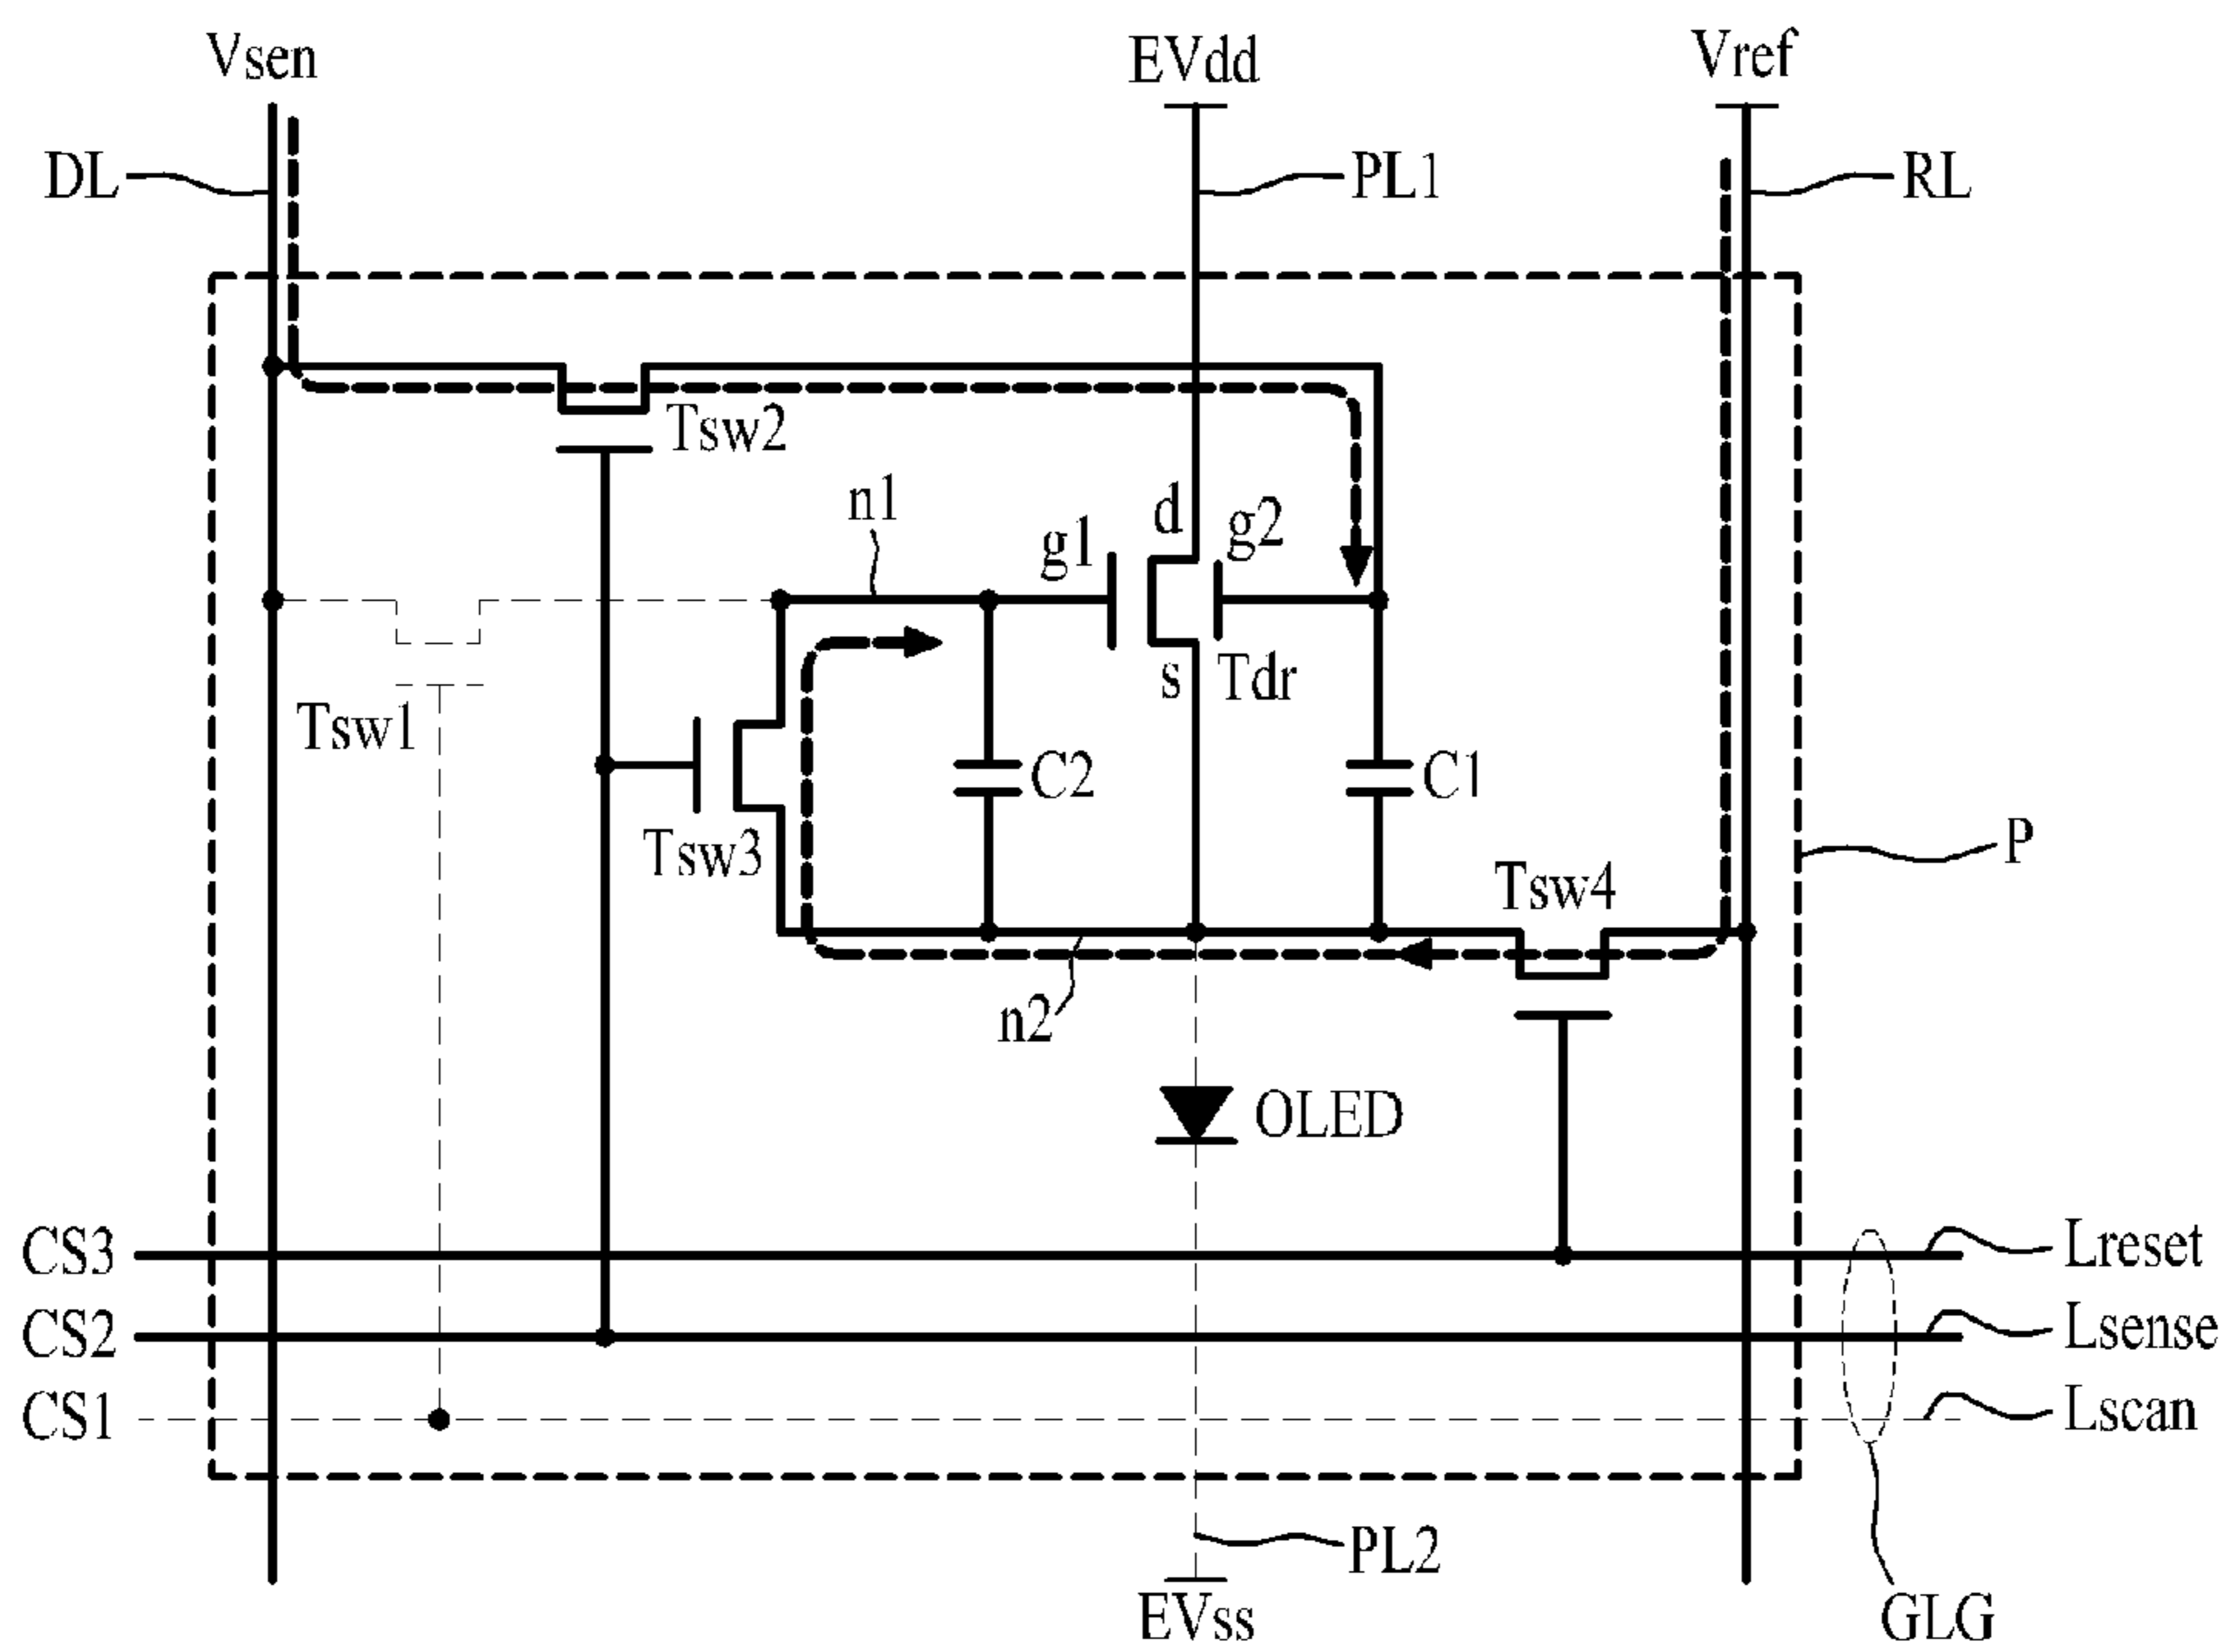 Vsen
EVdd
Vref
DL
PL1
RL
Tsw2
n1
g1
d
g2
s
Tdr
Tsw1
C2
C1
Tsw3
Tsw4
P
n2
OLED
CS3
Lreset
CS2
Lsense
CS1
Lscan
PL2
EVss
GLG